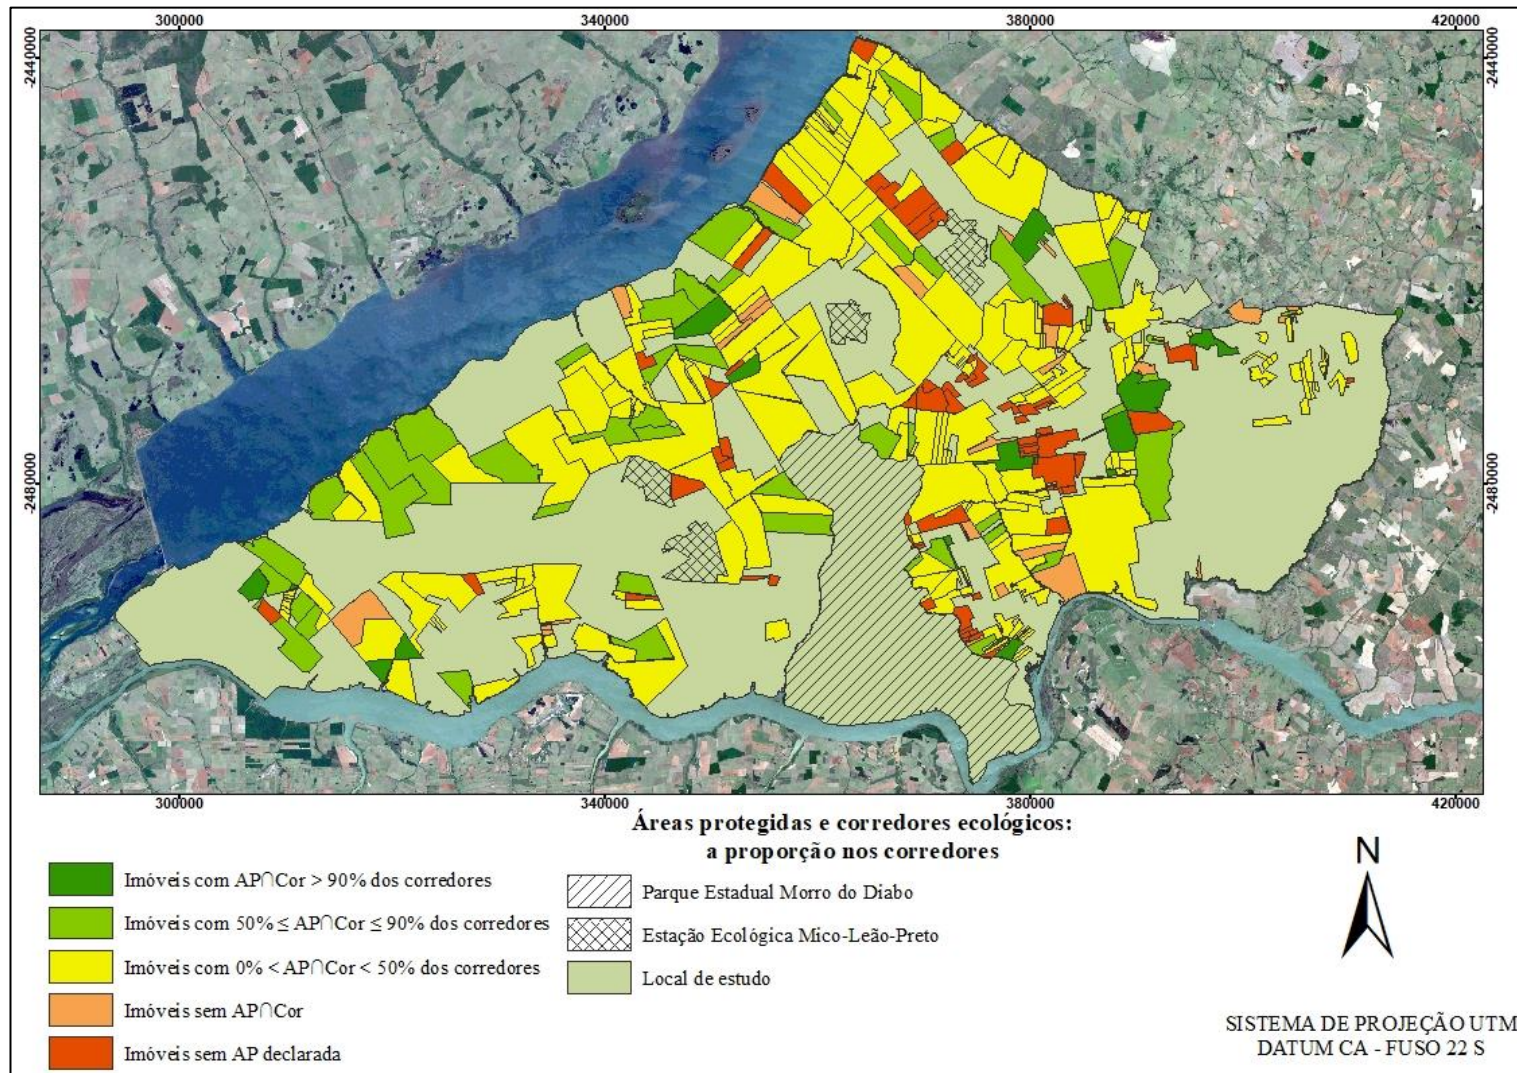 300000 340000 380000 420000
-2440000 -2440000
-2480000 -2480000
300000 340000 380000 420000
Áreas protegidas e corredores ecológicos:
a proporção nos corredores
Imóveis com AP∩Cor > 90% dos corredores
Imóveis com 50% ≤ AP∩Cor ≤ 90% dos corredores
Imóveis com 0% < AP∩Cor < 50% dos corredores
Imóveis sem AP∩Cor
Imóveis sem AP declarada
Parque Estadual Morro do Diabo
Estação Ecológica Mico-Leão-Preto
Local de estudo
N
SISTEMA DE PROJEÇÃO UTM
DATUM CA - FUSO 22 S